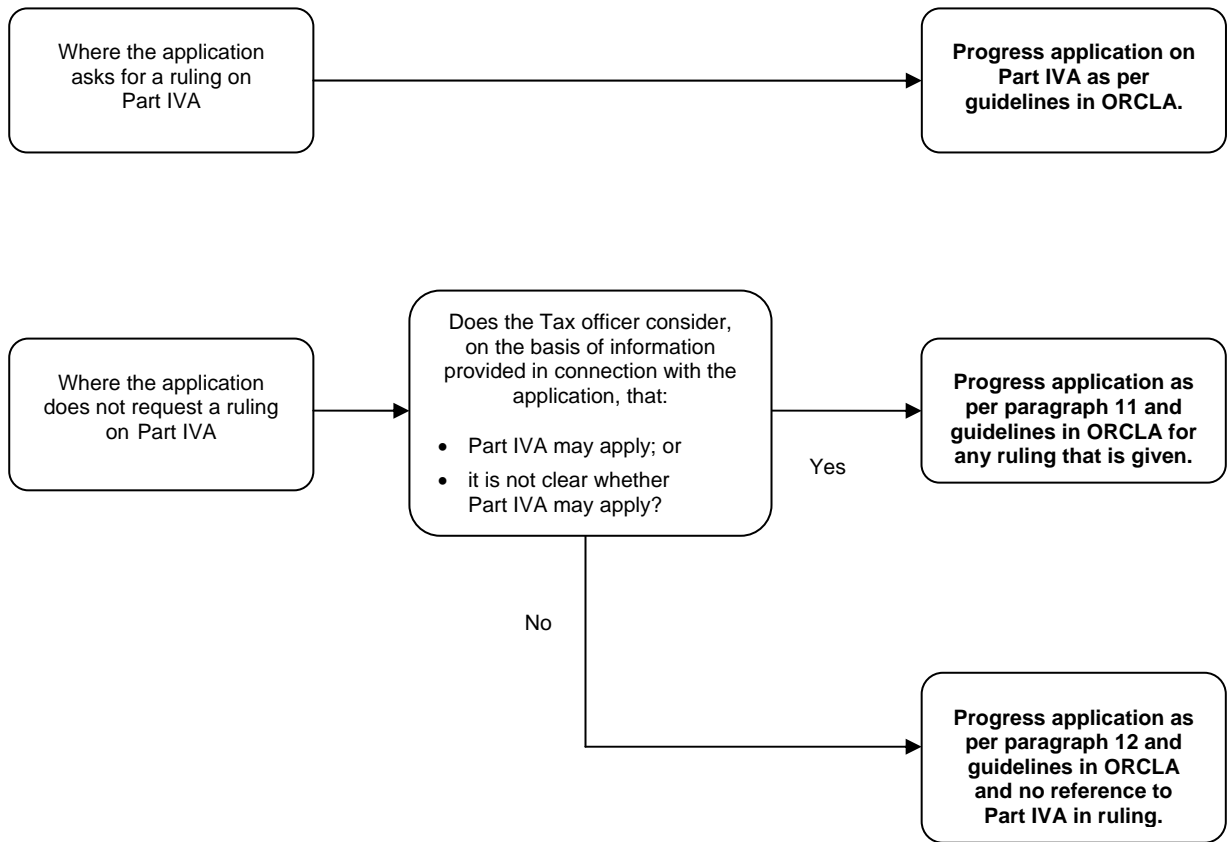 Where the application
asks for a ruling on
Part IVA
Progress application on
Part IVA as per
guidelines in ORCLA.
Where the application
does not request a ruling
on Part IVA
Does the Tax officer consider,
on the basis of information
provided in connection with the
application, that:
• Part IVA may apply; or
• it is not clear whether
Part IVA may apply?
Yes
Progress application as
per paragraph 11 and
guidelines in ORCLA for
any ruling that is given.
No
Progress application as
per paragraph 12 and
guidelines in ORCLA
and no reference to
Part IVA in ruling.